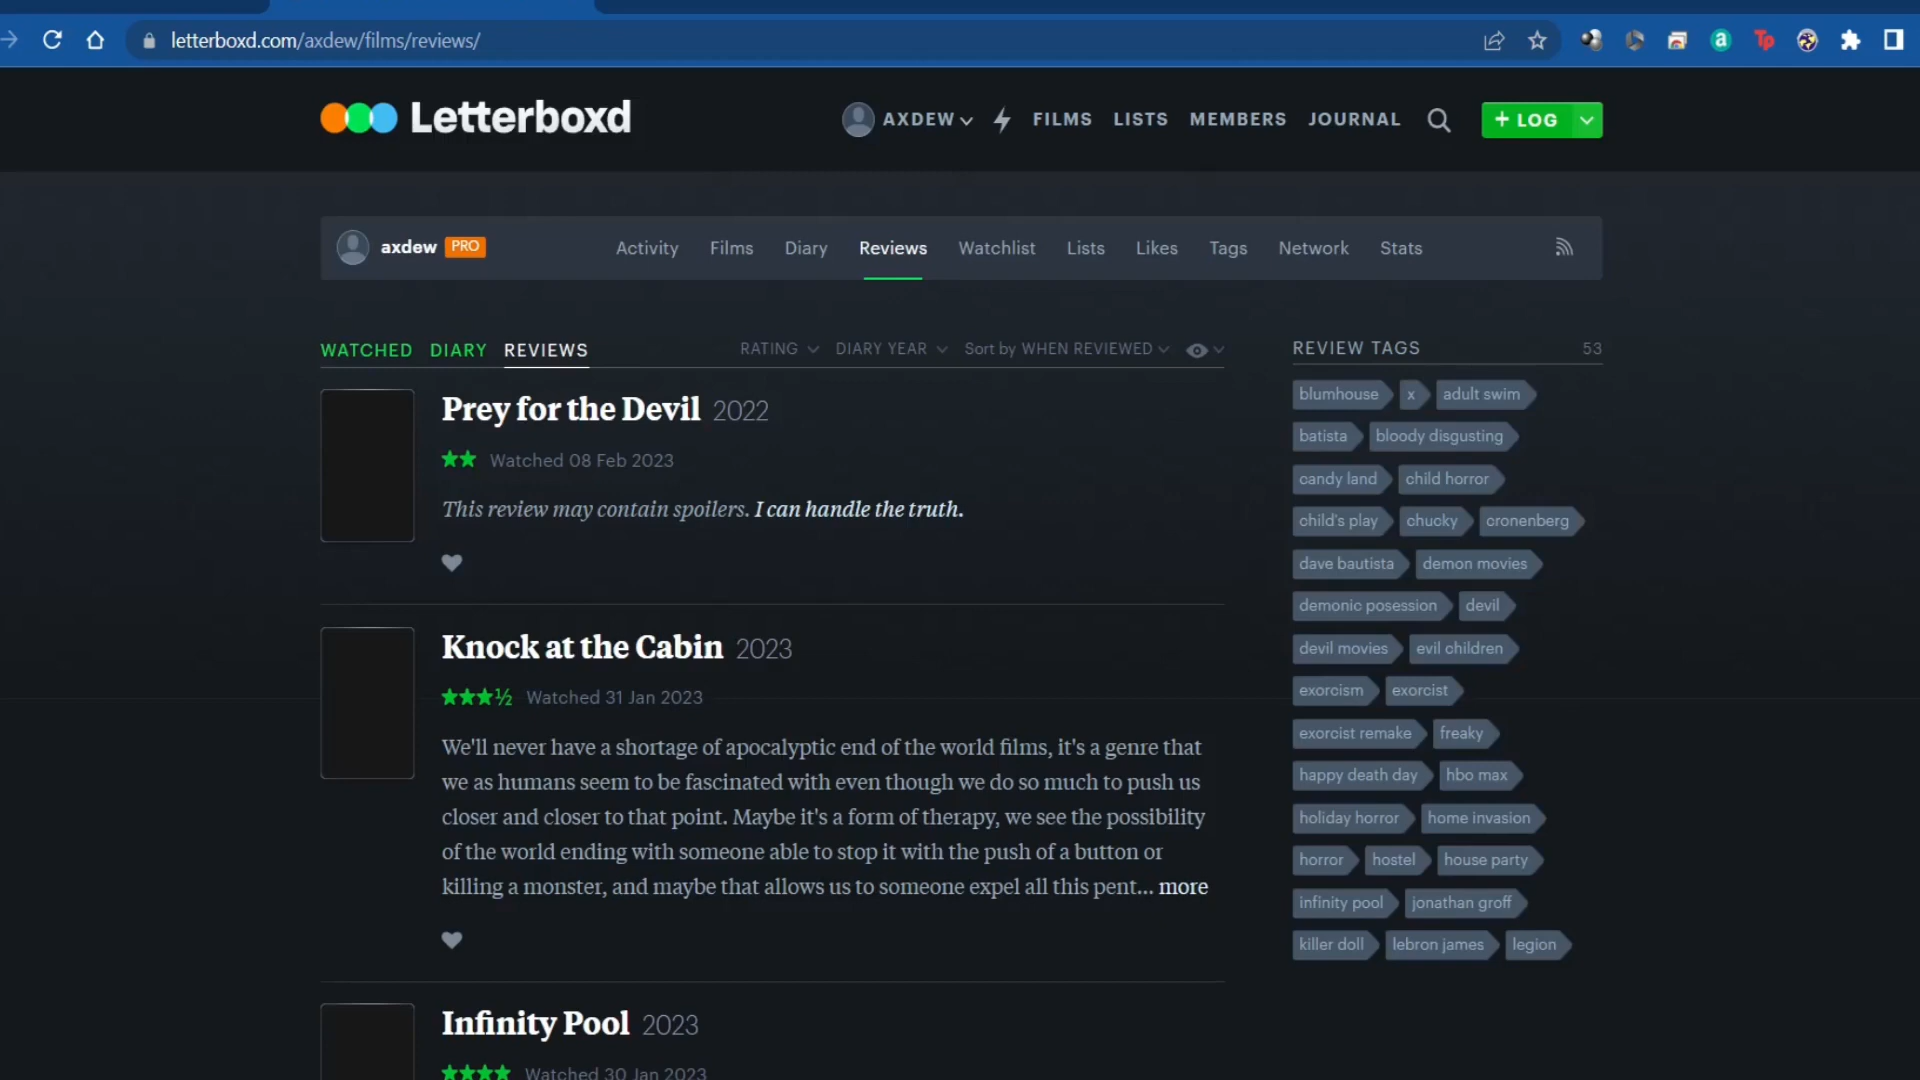 letterboxd.com/axdew/films/reviews/
a
Tp
Letterboxd
AXDEW
FILMS
LISTS
MEMBERS
JOURNAL
+ LOG
axdew PRO
Activity
Films
Diary
Reviews
Watchlist
Lists
Likes
Tags
Network
Stats
WATCHED DIARY REVIEWS
RATING
DIARY YEAR
Sort by WHEN REVIEWED
Prey for the Devil 2022
★★ Watched 08 Feb 2023
This review may contain spoilers. I can handle the truth.
Knock at the Cabin 2023
★★★½ Watched 31 Jan 2023
We'll never have a shortage of apocalyptic end of the world films, it's a genre that
we as humans seem to be fascinated with even though we do so much to push us
closer and closer to that point. Maybe it's a form of therapy, we see the possibility
of the world ending with someone able to stop it with the push of a button or
killing a monster, and maybe that allows us to someone expel all this pent... more
Infinity Pool 2023
★★★★ Watched 30 Jan 2023
REVIEW TAGS 53
blumhouse x adult swim
batista bloody disgusting
candy land child horror
child's play chucky cronenberg
dave bautista demon movies
demonic posession devil
devil movies evil children
exorcism exorcist
exorcist remake freaky
happy death day hbo max
holiday horror home invasion
horror hostel house party
infinity pool jonathan groff
killer doll lebron james legion